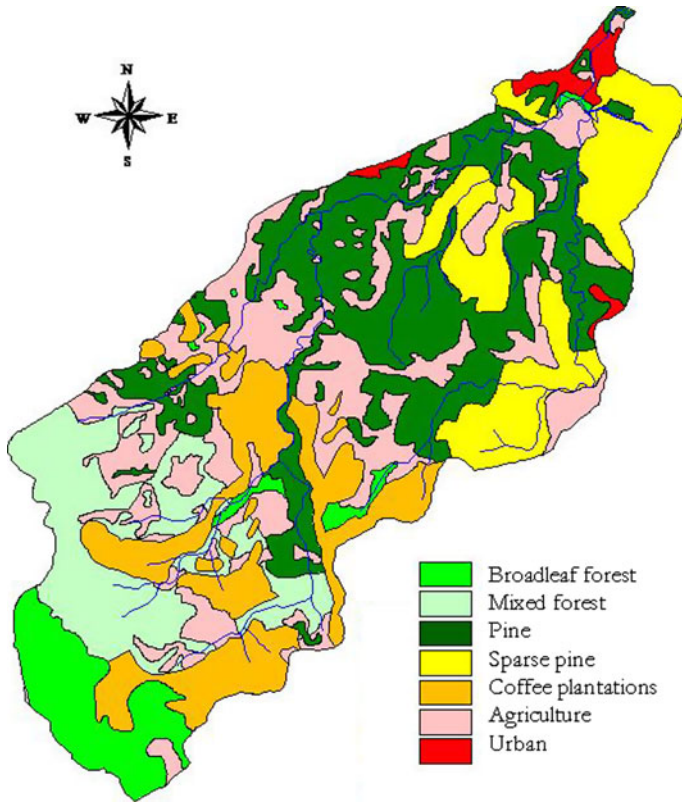 N
W E
S
Broadleaf forest
Mixed forest
Pine
Sparse pine
Coffee plantations
Agriculture
Urban